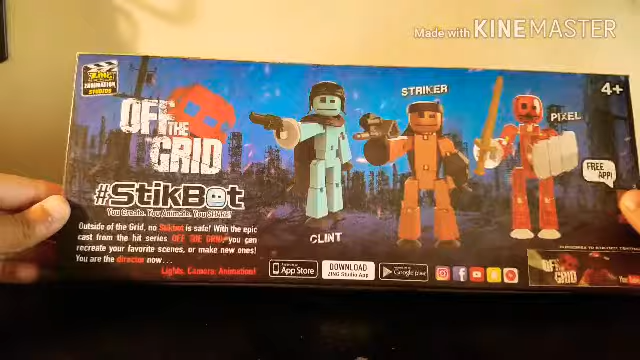 Made with KINEMASTER
ANIMATION
STUDIOS
4+
STRIKER
PIXEL
OFF
THE
GRID
FREE
APP!
#StikBot
You Create. You Animate. You SHARE!
CLINT
Outside of the Grid, no Stikbot is safe! With the epic
cast from the hit series OFF THE GRID, you can
recreate your favorite scenes, or make new ones!
You are the director now...
Lights, Camera, Animation!
App Store
DOWNLOAD
ZING Studio App
Google play
OFF THE
GRID